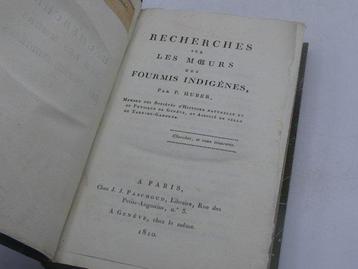 RECHERCHES
SUR
LES MŒURS
DES
FOURMIS INDIGÈNES,
PAR P. HUBER,
MEMBRE DES SOCIÉTÉS D'HISTOIRE NATURELLE ET
DE PHYSIQUE DE GENÈVE, ET ASSOCIÉ DE CELLE
DE
Cherchez, et vous trouverez.
A PARIS,
Chez J. J. PASCHOUD, Libraire, Rue des
Petits-Augustins, n.° 3.
A GENÈVE, chez le même.
1810.